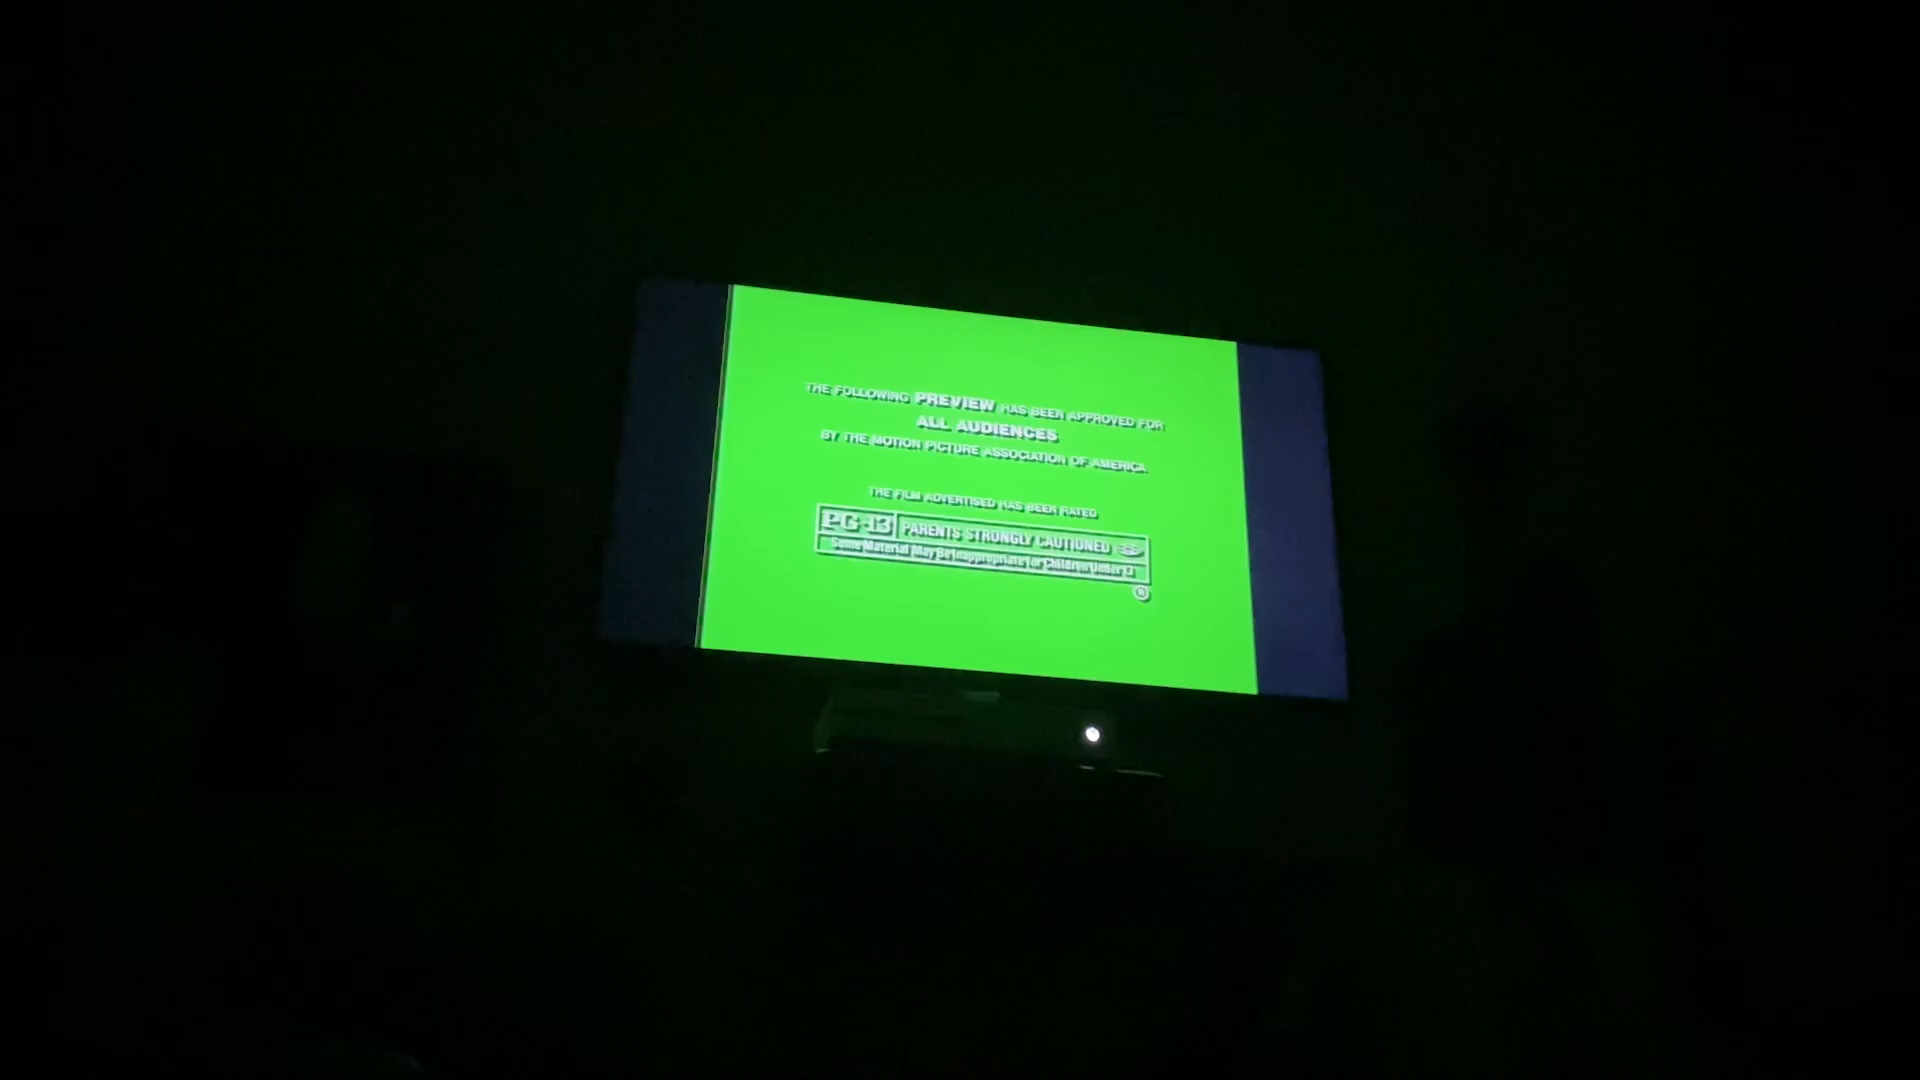 THE FOLLOWING PREVIEW HAS BEEN APPROVED FOR
ALL AUDIENCES
BY THE MOTION PICTURE ASSOCIATION OF AMERICA
THE FILM ADVERTISED HAS BEEN RATED
PG-13 PARENTS STRONGLY CAUTIONED
Some Material May Be Inappropriate for Children Under 13
®